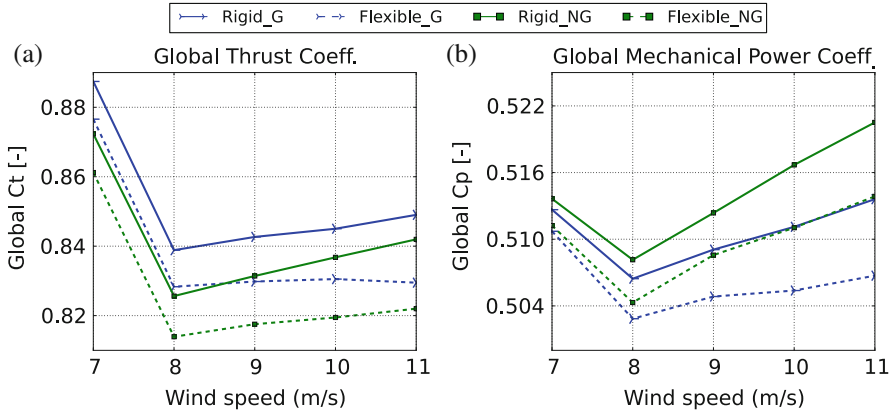 Rigid_G Flexible_G Rigid_NG Flexible_NG
(a) Global Thrust Coeff.
Global Ct [-]
0.88
0.86
0.84
0.82
7 8 9 10 11
Wind speed (m/s)
(b) Global Mechanical Power Coeff.
Global Cp [-]
0.522
0.516
0.510
0.504
7 8 9 10 11
Wind speed (m/s)